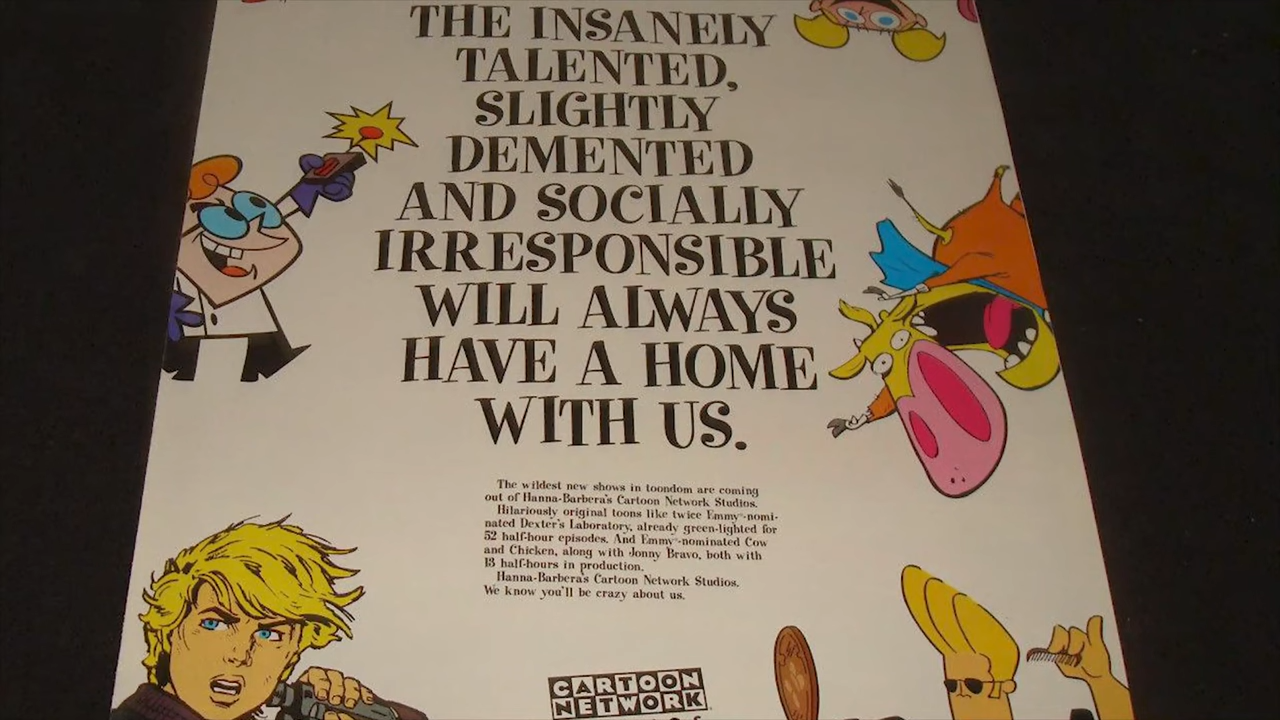 THE INSANELY
TALENTED,
SLIGHTLY
DEMENTED
AND SOCIALLY
IRRESPONSIBLE
WILL ALWAYS
HAVE A HOME
WITH US.
The wildest new shows in toondom are coming
out of Hanna-Barbera's Cartoon Network Studios.
Hilariously original toons like twice Emmy-nomi-
nated Dexter's Laboratory, already green-lighted for
52 half-hour episodes. And Emmy-nominated Cow
and Chicken, along with Jonny Bravo, both with
13 half-hours in production.
Hanna-Barbera's Cartoon Network Studios.
We know you'll be crazy about us.
CARTOON
NETWORK